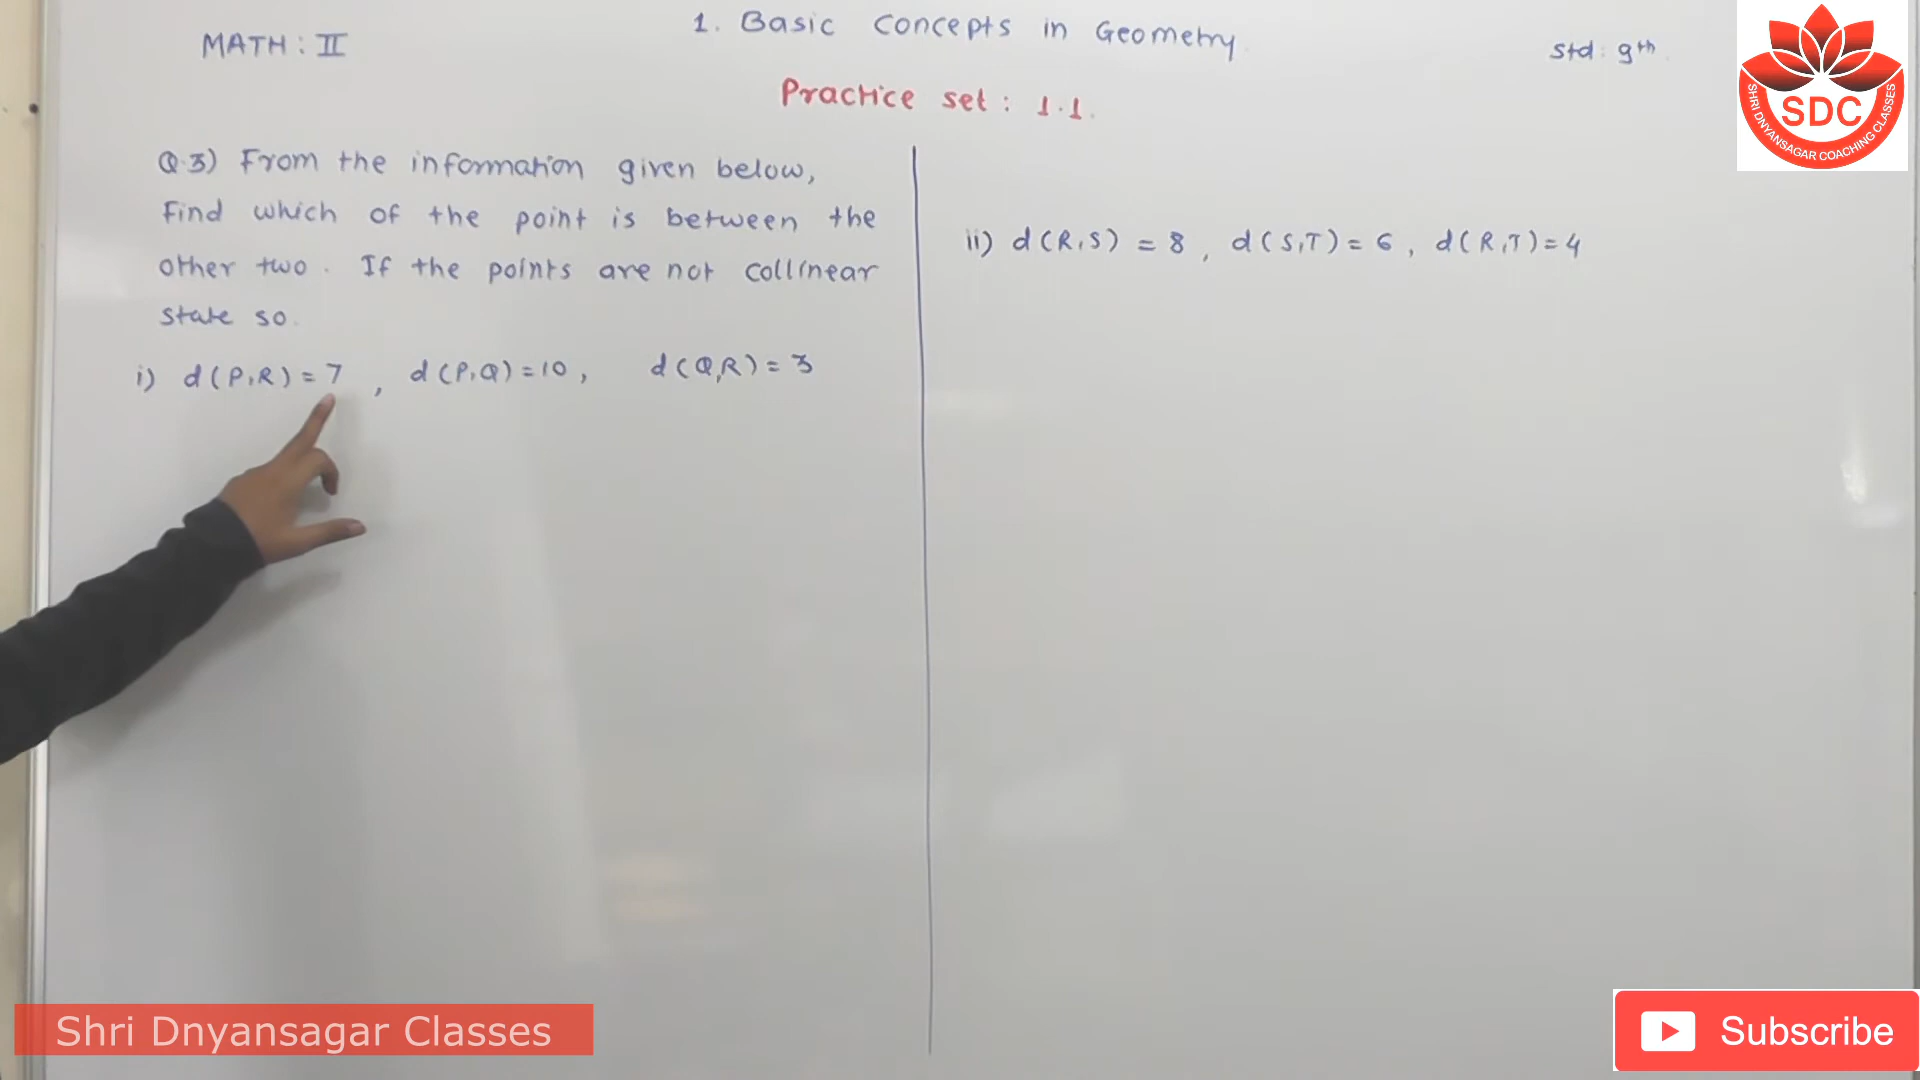 MATH : II
1. Basic Concepts in Geometry.
Std : 9th.
Practice set : 1.1.
Q.3) From the information given below,
Find which of the point is between the
other two. If the points are not collinear
state so.
i) d(P,R) = 7, d(P,Q) = 10, d(Q,R) = 3
ii) d(R,S) = 8, d(S,T) = 6, d(R,T) = 4
SDC
SHRI DNYANSAGAR COACHING CLASSES
Shri Dnyansagar Classes
Subscribe